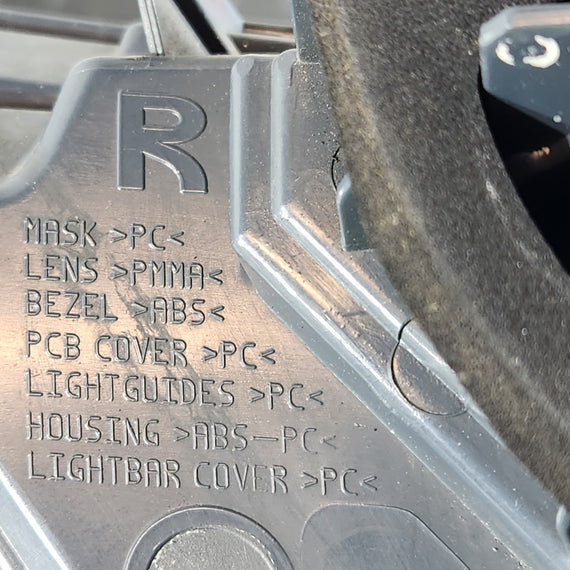 R
MASK >PC<
LENS >PMMA<
BEZEL >ABS<
PCB COVER >PC<
LIGHTGUIDES >PC<
HOUSING >ABS-PC<
LIGHTBAR COVER >PC<